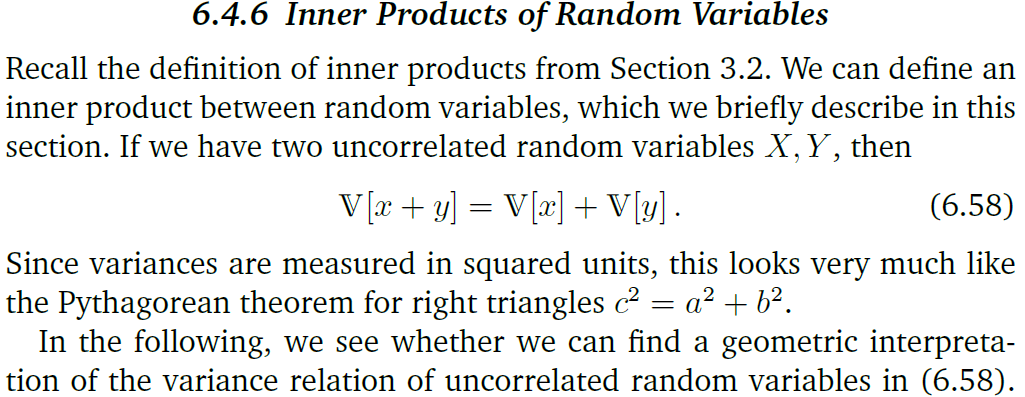 6.4.6 Inner Products of Random Variables
Recall the definition of inner products from Section 3.2. We can define an
inner product between random variables, which we briefly describe in this
section. If we have two uncorrelated random variables X, Y, then
𝕍[x + y] = 𝕍[x] + 𝕍[y] . (6.58)
Since variances are measured in squared units, this looks very much like
the Pythagorean theorem for right triangles c² = a² + b².
In the following, we see whether we can find a geometric interpreta-
tion of the variance relation of uncorrelated random variables in (6.58).